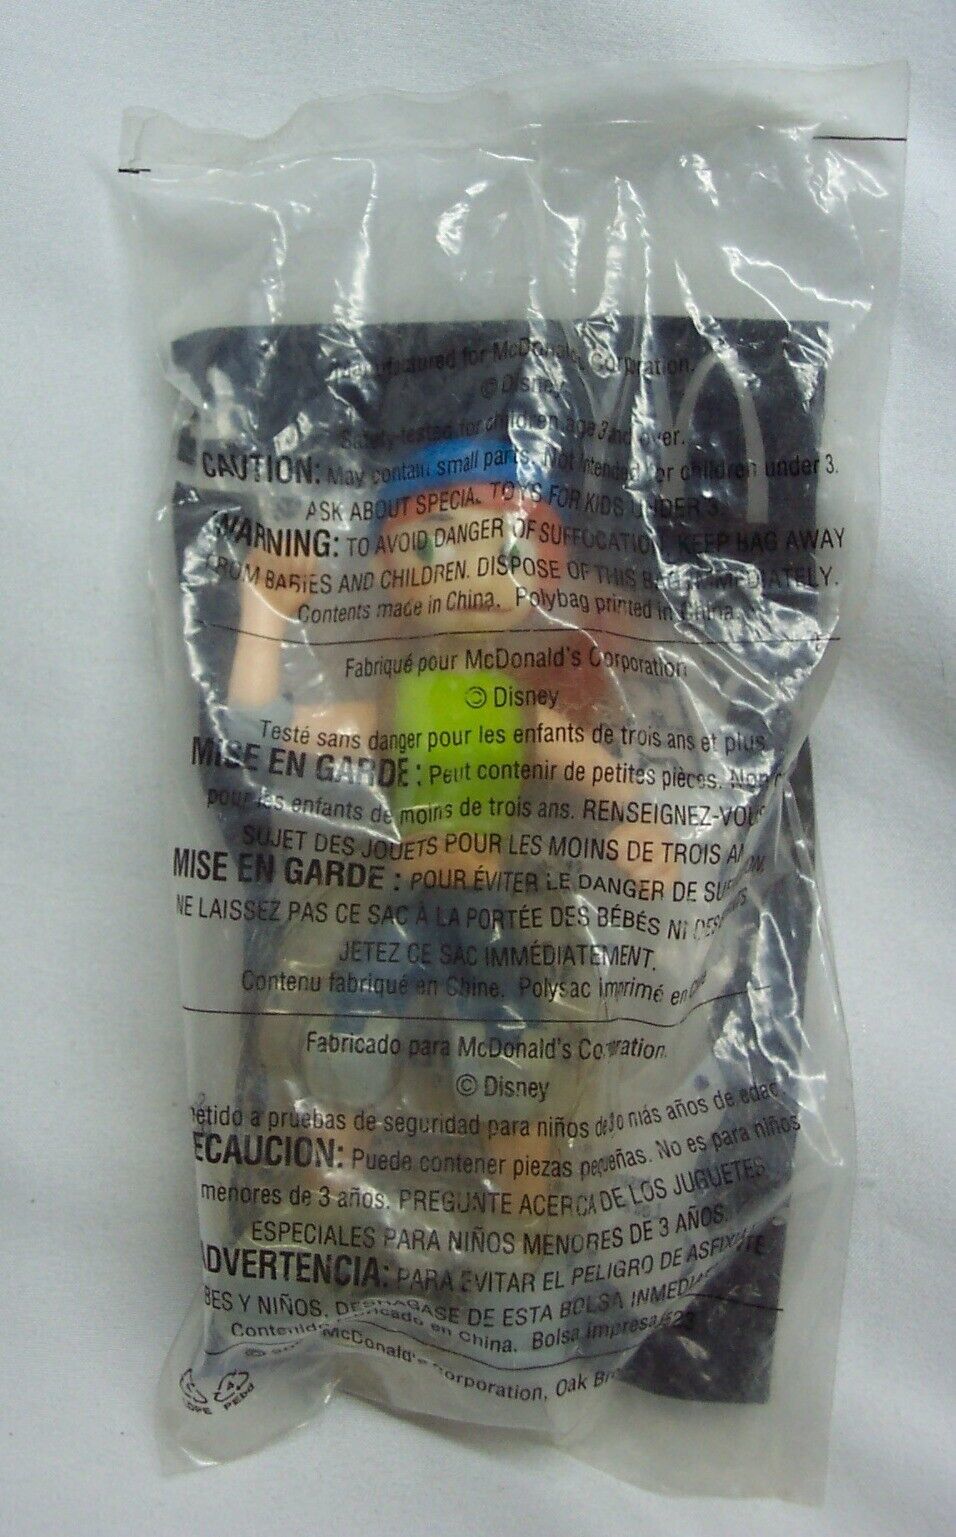 Manufactured for McDonald's Corporation.
© Disney
Safety-tested for children age 3 and over.
CAUTION: May contain small parts. Not intended for children under 3.
ASK ABOUT SPECIAL TOYS FOR KIDS UNDER 3.
WARNING: TO AVOID DANGER OF SUFFOCATION KEEP BAG AWAY
FROM BABIES AND CHILDREN. DISPOSE OF THIS BAG IMMEDIATELY.
Contents made in China. Polybag printed in China.
Fabriqué pour McDonald's Corporation
© Disney
Testé sans danger pour les enfants de trois ans et plus
MISE EN GARDE : Peut contenir de petites pièces. Non
pour les enfants de moins de trois ans. RENSEIGNEZ-VOUS
SUJET DES JOUETS POUR LES MOINS DE TROIS
MISE EN GARDE : POUR ÉVITER LE DANGER DE
NE LAISSEZ PAS CE SAC À LA PORTÉE DES BÉBÉS NI DES
JETEZ CE SAC IMMÉDIATEMENT.
Contenu fabriqué en Chine. Polysac imprimé en
Fabricado para McDonald's Corporation.
© Disney
etido a pruebas de seguridad para niños de 3 o más años de edad.
ECAUCION: Puede contener piezas pequeñas. No es para niños
menores de 3 años. PREGUNTE ACERCA DE LOS JUGUETES
ESPECIALES PARA NIÑOS MENORES DE 3 AÑOS.
ADVERTENCIA: PARA EVITAR EL PELIGRO DE ASFIXIA
BES Y NIÑOS. DESHAGASE DE ESTA BOLSA
Contenido fabricado en China. Bolsa impresa
McDonald's Corporation, Oak